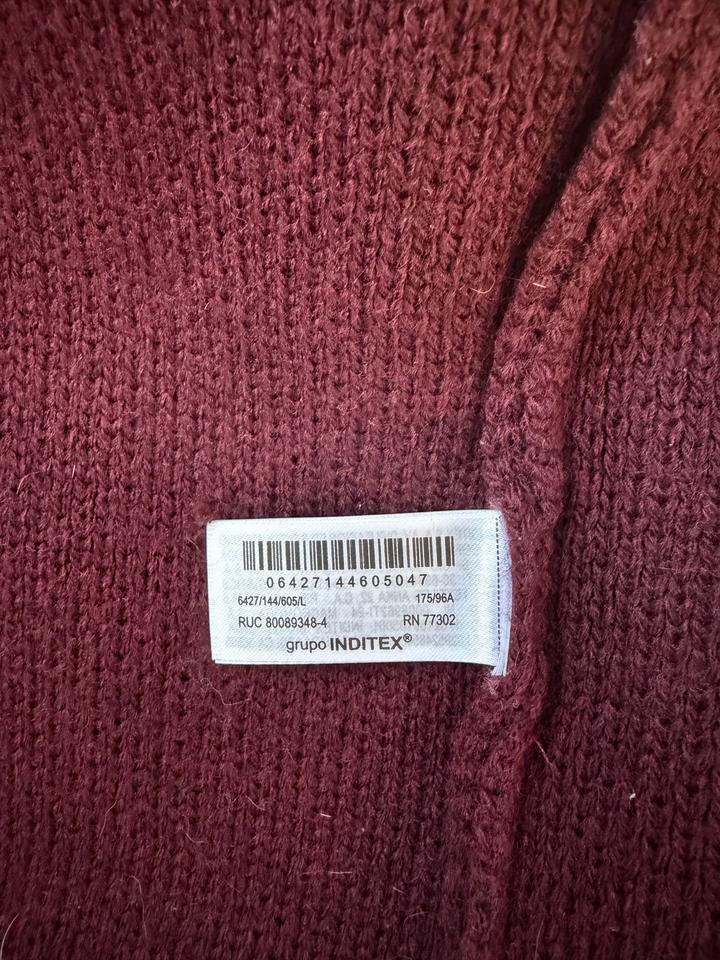 06427144605047
6427/144/605/L 175/96A
RUC 80089348-4 RN 77302
grupo INDITEX®